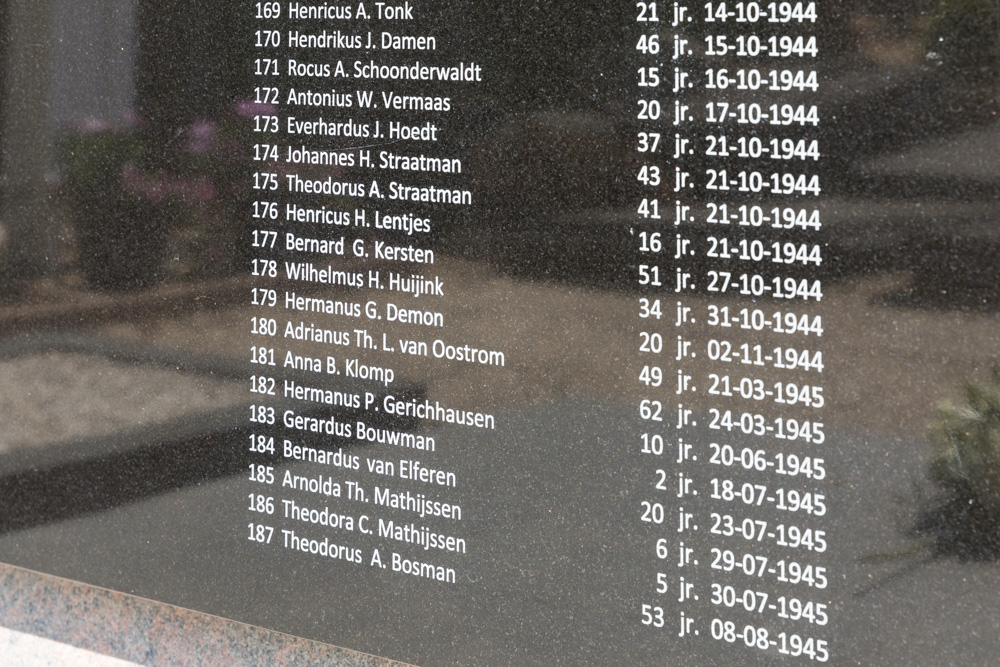 169 Henricus A. Tonk 21 jr. 14-10-1944
170 Hendrikus J. Damen 46 jr. 15-10-1944
171 Rocus A. Schoonderwaldt 15 jr. 16-10-1944
172 Antonius W. Vermaas 20 jr. 17-10-1944
173 Everhardus J. Hoedt 37 jr. 21-10-1944
174 Johannes H. Straatman 43 jr. 21-10-1944
175 Theodorus A. Straatman 41 jr. 21-10-1944
176 Henricus H. Lentjes 16 jr. 21-10-1944
177 Bernard G. Kersten 51 jr. 27-10-1944
178 Wilhelmus H. Huijink 34 jr. 31-10-1944
179 Hermanus G. Demon 20 jr. 02-11-1944
180 Adrianus Th. L. van Oostrom 49 jr. 21-03-1945
181 Anna B. Klomp 62 jr. 24-03-1945
182 Hermanus P. Gerichhausen 10 jr. 20-06-1945
183 Gerardus Bouwman 2 jr. 18-07-1945
184 Bernardus van Elferen 20 jr. 23-07-1945
185 Arnolda Th. Mathijssen 6 jr. 29-07-1945
186 Theodora C. Mathijssen 5 jr. 30-07-1945
187 Theodorus A. Bosman 53 jr. 08-08-1945